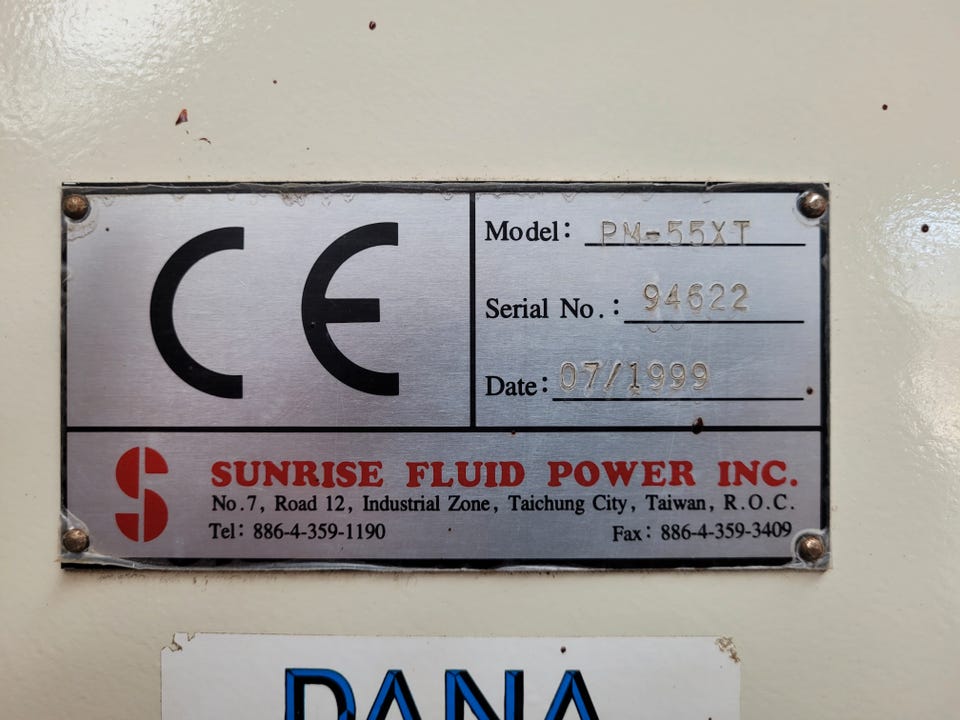 CE
Model: PM-55XT
Serial No.: 94622
Date: 07/1999
S
SUNRISE FLUID POWER INC.
No.7, Road 12, Industrial Zone, Taichung City, Taiwan, R.O.C.
Tel: 886-4-359-1190 Fax: 886-4-359-3409
DANA